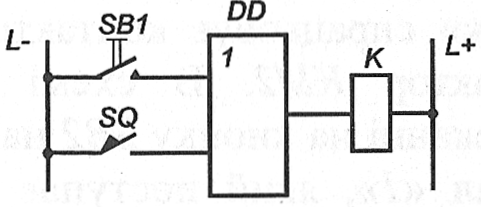 SB1 DD
L- K L+
1
SQ